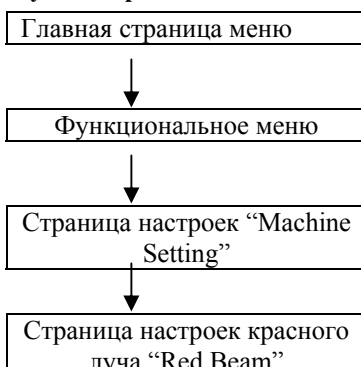 Главная страница меню
Функциональное меню
Страница настроек “Machine
Setting”
Страница настроек красного
луча “Red Beam”